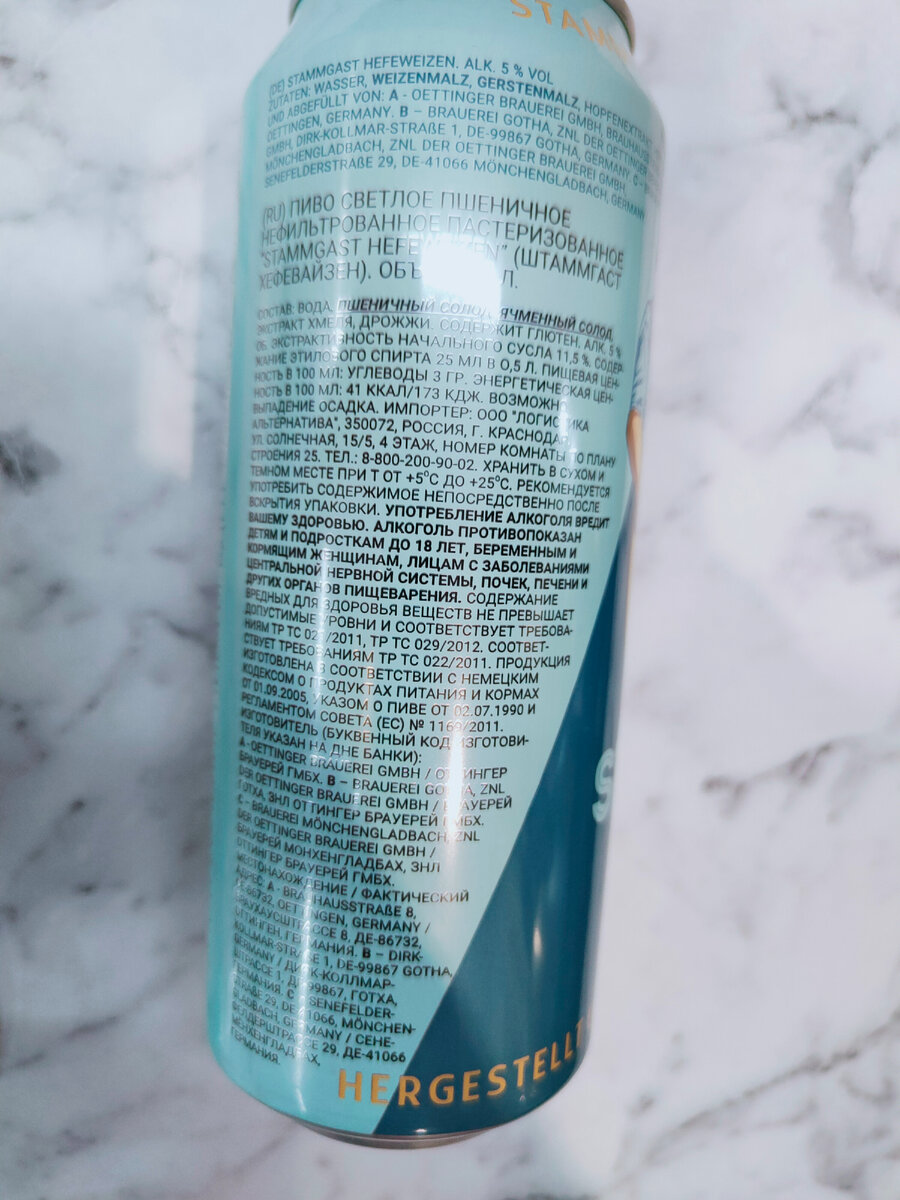 STAMM
(DE) STAMMGAST HEFEWEIZEN. ALK. 5 % VOL
ZUTATEN: WASSER, WEIZENMALZ, GERSTENMALZ, HOPFENEXTRAKT
UND ABGEFÜLLT VON: A - OETTINGER BRAUEREI GMBH, BRAUHAUS
OETTINGEN, GERMANY. B – BRAUEREI GOTHA, ZNL DER OETTINGER
GMBH, DIRK-KOLLMAR-STRAßE 1, DE-99867 GOTHA, GERMANY. C –
MÖNCHENGLADBACH, ZNL DER OETTINGER BRAUEREI GMBH,
SENEFELDERSTRAßE 29, DE-41066 MÖNCHENGLADBACH, GERMANY
(RU) ПИВО СВЕТЛОЕ ПШЕНИЧНОЕ
НЕФИЛЬТРОВАННОЕ ПАСТЕРИЗОВАННОЕ
"STAMMGAST HEFEWEIZEN" (ШТАММГАСТ
ХЕФЕВАЙЗЕН). Л.
СОСТАВ: ВОДА, ПШЕНИЧНЫЙ СОЛОД, ЯЧМЕННЫЙ СОЛОД,
ЭКСТРАКТ ХМЕЛЯ, ДРОЖЖИ. СОДЕРЖИТ ГЛЮТЕН. АЛК. 5 %
ОБ. ЭКСТРАКТИВНОСТЬ НАЧАЛЬНОГО СУСЛА 11,5 %. СОДЕР-
ЖАНИЕ ЭТИЛОВОГО СПИРТА 25 МЛ В 0,5 Л. ПИЩЕВАЯ ЦЕН-
НОСТЬ В 100 МЛ: УГЛЕВОДЫ 3 ГР. ЭНЕРГЕТИЧЕСКАЯ ЦЕН-
НОСТЬ В 100 МЛ: 41 ККАЛ/173 КДЖ. ВОЗМОЖНО
ВЫПАДЕНИЕ ОСАДКА. ИМПОРТЕР: ООО "ЛОГИСТИКА
АЛЬТЕРНАТИВА", 350072, РОССИЯ, Г. КРАСНОДАР,
УЛ. СОЛНЕЧНАЯ, 15/5, 4 ЭТАЖ, НОМЕР КОМНАТЫ ПО ПЛАНУ
СТРОЕНИЯ 25. ТЕЛ.: 8-800-200-90-02. ХРАНИТЬ В СУХОМ И
ТЕМНОМ МЕСТЕ ПРИ Т ОТ +5°С ДО +25°С. РЕКОМЕНДУЕТСЯ
УПОТРЕБИТЬ СОДЕРЖИМОЕ НЕПОСРЕДСТВЕННО ПОСЛЕ
ВСКРЫТИЯ УПАКОВКИ. УПОТРЕБЛЕНИЕ АЛКОГОЛЯ ВРЕДИТ
ВАШЕМУ ЗДОРОВЬЮ. АЛКОГОЛЬ ПРОТИВОПОКАЗАН
ДЕТЯМ И ПОДРОСТКАМ ДО 18 ЛЕТ, БЕРЕМЕННЫМ И
КОРМЯЩИМ ЖЕНЩИНАМ, ЛИЦАМ С ЗАБОЛЕВАНИЯМИ
ЦЕНТРАЛЬНОЙ НЕРВНОЙ СИСТЕМЫ, ПОЧЕК, ПЕЧЕНИ И
ДРУГИХ ОРГАНОВ ПИЩЕВАРЕНИЯ. СОДЕРЖАНИЕ
ВРЕДНЫХ ДЛЯ ЗДОРОВЬЯ ВЕЩЕСТВ НЕ ПРЕВЫШАЕТ
ДОПУСТИМЫЕ УРОВНИ И СООТВЕТСТВУЕТ ТРЕБОВА-
НИЯМ ТР ТС 021/2011, ТР ТС 029/2012. СООТВЕТ-
СТВУЕТ ТРЕБОВАНИЯМ ТР ТС 022/2011. ПРОДУКЦИЯ
ИЗГОТОВЛЕНА В СООТВЕТСТВИИ С НЕМЕЦКИМ
КОДЕКСОМ О ПРОДУКТАХ ПИТАНИЯ И КОРМАХ
ОТ 01.09.2005, УКАЗОМ О ПИВЕ ОТ 02.07.1990 И
РЕГЛАМЕНТОМ СОВЕТА (ЕС) № 1169/2011.
ИЗГОТОВИТЕЛЬ (БУКВЕННЫЙ КОД ИЗГОТОВИ-
ТЕЛЯ УКАЗАН НА ДНЕ БАНКИ):
A -OETTINGER BRAUEREI GMBH / ОТТИНГЕР
БРАУЕРЕЙ ГМБХ. B – BRAUEREI GOTHA, ZNL
DER OETTINGER BRAUEREI GMBH / БРАУЕРЕЙ
ГОТХА, ЗНЛ ОТТИНГЕР БРАУЕРЕЙ ГМБХ.
C - BRAUEREI MÖNCHENGLADBACH, ZNL
DER OETTINGER BRAUEREI GMBH /
БРАУЕРЕЙ МОНХЕНГЛАДБАХ, ЗНЛ
ОТТИНГЕР БРАУЕРЕЙ ГМБХ.
МЕСТОНАХОЖДЕНИЕ / ФАКТИЧЕСКИЙ
АДРЕС: A - BRAUHAUSSTRAßE 8,
DE-86732, OETTINGEN, GERMANY /
БРАУХАУСШТРАССЕ 8, ДЕ-86732,
ОТТИНГЕН, ГЕРМАНИЯ. B – DIRK-
KOLLMAR-STRAßE 1, DE-99867 GOTHA,
GERMANY / ДИРК-КОЛЛМАР-
ШТРАССЕ 1, ДЕ-99867, ГОТХА,
ГЕРМАНИЯ. C - SENEFELDER-
STRAßE 29, DE-41066, MÖNCHEN-
GLADBACH, GERMANY / СЕНЕ-
ФЕЛДЕРШТРАССЕ 29, ДЕ-41066
МЕНХЕНГЛАДБАХ,
ГЕРМАНИЯ.
S
HERGESTELLT